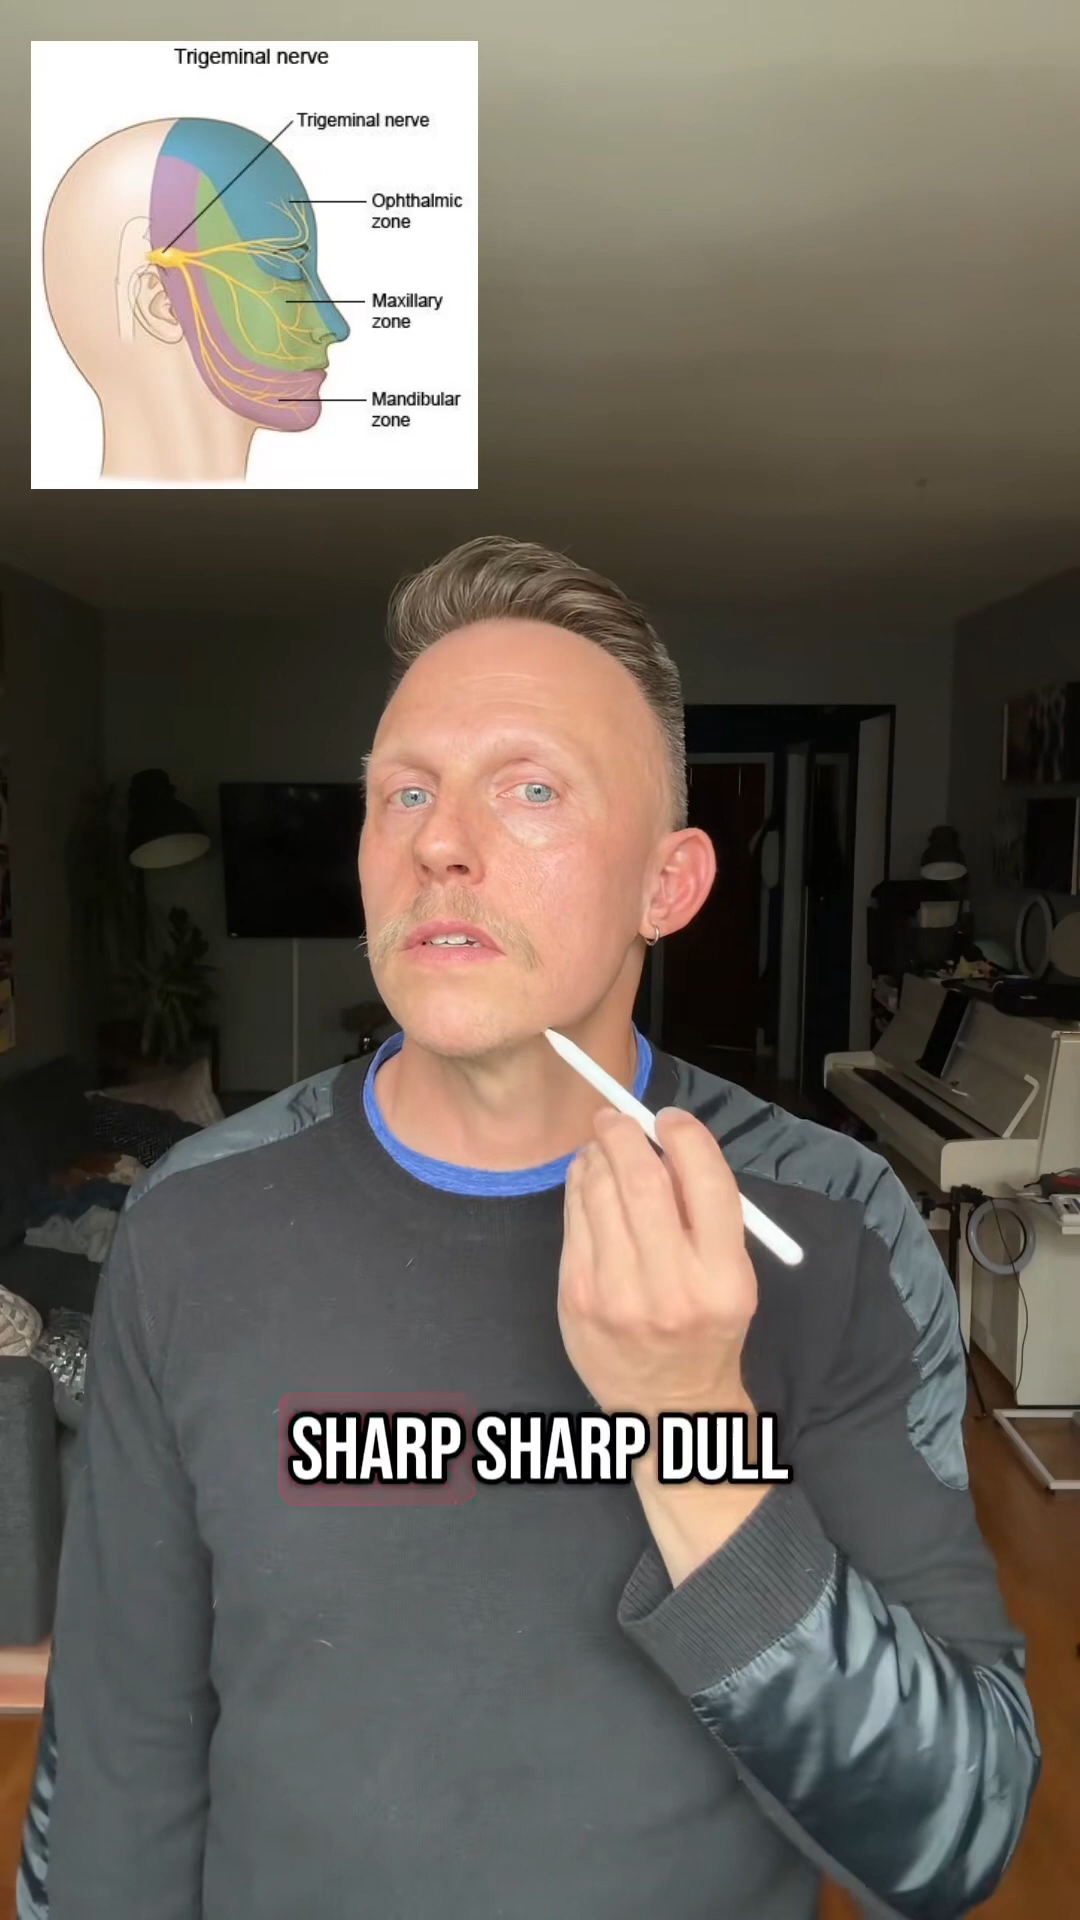 Trigeminal nerve
Trigeminal nerve
Ophthalmic
zone
Maxillary
zone
Mandibular
zone
SHARP SHARP DULL